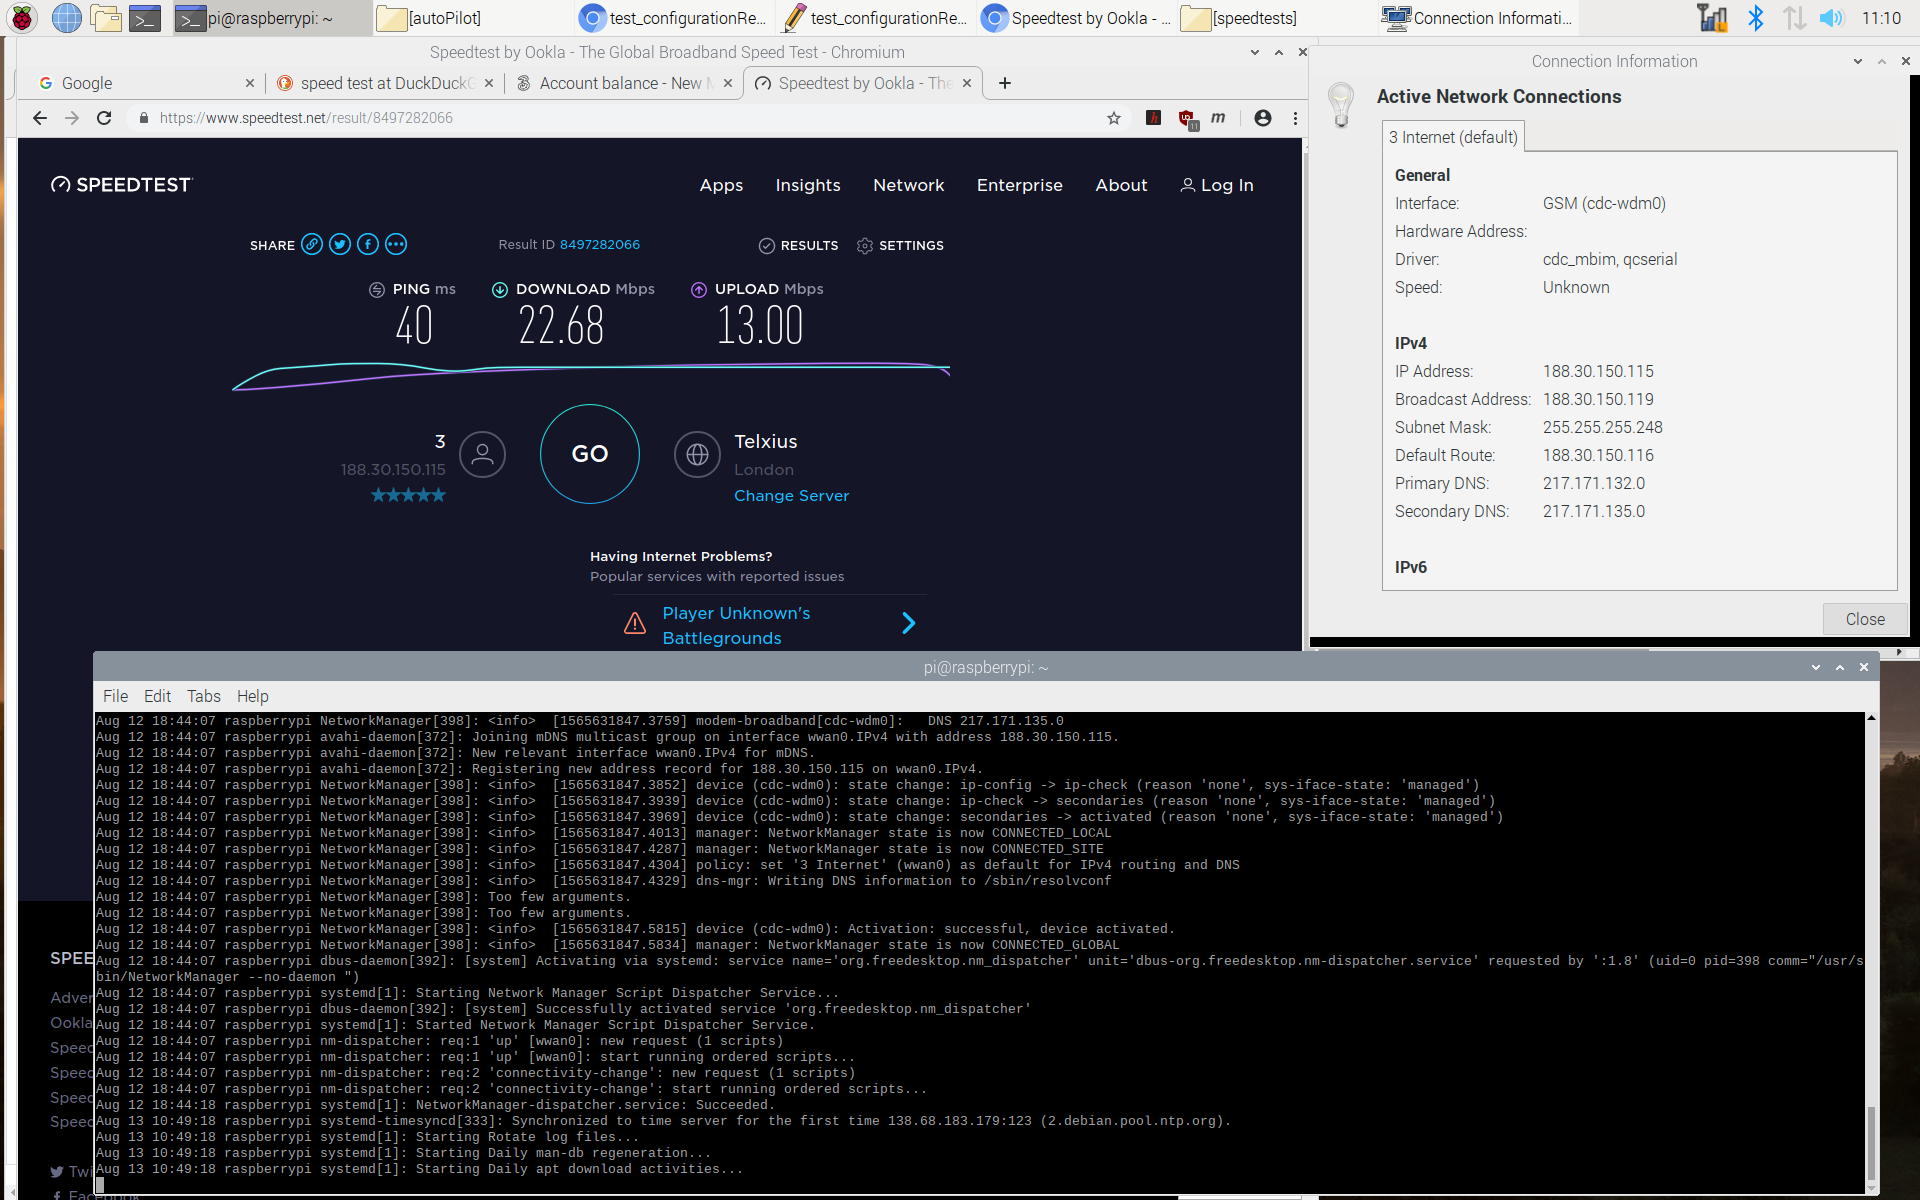 pi@raspberrypi: ~
[autoPilot]
test_configurationRe...
test_configurationRe...
Speedtest by Ookla - ...
[speedtests]
Connection Informati...
11:10
Speedtest by Ookla - The Global Broadband Speed Test - Chromium
Google
speed test at DuckDuckG
Account balance - New M
Speedtest by Ookla - The
https://www.speedtest.net/result/8497282066
11
m
SPEEDTEST
Apps
Insights
Network
Enterprise
About
Log In
SHARE
Result ID 8497282066
RESULTS
SETTINGS
PING ms
DOWNLOAD Mbps
UPLOAD Mbps
40
22.68
13.00
3
188.30.150.115
GO
Telxius
London
Change Server
Having Internet Problems?
Popular services with reported issues
Player Unknown's
Battlegrounds
SPEE
Adver
Ookla
Speed
Speed
Speed
Speed
Twi
Facebook
Connection Information
Active Network Connections
3 Internet (default)
General
Interface: GSM (cdc-wdm0)
Hardware Address:
Driver: cdc_mbim, qcserial
Speed: Unknown
IPv4
IP Address: 188.30.150.115
Broadcast Address: 188.30.150.119
Subnet Mask: 255.255.255.248
Default Route: 188.30.150.116
Primary DNS: 217.171.132.0
Secondary DNS: 217.171.135.0
IPv6
Close
pi@raspberrypi: ~
File Edit Tabs Help
Aug 12 18:44:07 raspberrypi NetworkManager[398]: <info>  [1565631847.3759] modem-broadband[cdc-wdm0]:   DNS 217.171.135.0
Aug 12 18:44:07 raspberrypi avahi-daemon[372]: Joining mDNS multicast group on interface wwan0.IPv4 with address 188.30.150.115.
Aug 12 18:44:07 raspberrypi avahi-daemon[372]: New relevant interface wwan0.IPv4 for mDNS.
Aug 12 18:44:07 raspberrypi avahi-daemon[372]: Registering new address record for 188.30.150.115 on wwan0.IPv4.
Aug 12 18:44:07 raspberrypi NetworkManager[398]: <info>  [1565631847.3852] device (cdc-wdm0): state change: ip-config -> ip-check (reason 'none', sys-iface-state: 'managed')
Aug 12 18:44:07 raspberrypi NetworkManager[398]: <info>  [1565631847.3939] device (cdc-wdm0): state change: ip-check -> secondaries (reason 'none', sys-iface-state: 'managed')
Aug 12 18:44:07 raspberrypi NetworkManager[398]: <info>  [1565631847.3969] device (cdc-wdm0): state change: secondaries -> activated (reason 'none', sys-iface-state: 'managed')
Aug 12 18:44:07 raspberrypi NetworkManager[398]: <info>  [1565631847.4013] manager: NetworkManager state is now CONNECTED_LOCAL
Aug 12 18:44:07 raspberrypi NetworkManager[398]: <info>  [1565631847.4287] manager: NetworkManager state is now CONNECTED_SITE
Aug 12 18:44:07 raspberrypi NetworkManager[398]: <info>  [1565631847.4304] policy: set '3 Internet' (wwan0) as default for IPv4 routing and DNS
Aug 12 18:44:07 raspberrypi NetworkManager[398]: <info>  [1565631847.4329] dns-mgr: Writing DNS information to /sbin/resolvconf
Aug 12 18:44:07 raspberrypi NetworkManager[398]: Too few arguments.
Aug 12 18:44:07 raspberrypi NetworkManager[398]: Too few arguments.
Aug 12 18:44:07 raspberrypi NetworkManager[398]: <info>  [1565631847.5815] device (cdc-wdm0): Activation: successful, device activated.
Aug 12 18:44:07 raspberrypi NetworkManager[398]: <info>  [1565631847.5834] manager: NetworkManager state is now CONNECTED_GLOBAL
Aug 12 18:44:07 raspberrypi dbus-daemon[392]: [system] Activating via systemd: service name='org.freedesktop.nm_dispatcher' unit='dbus-org.freedesktop.nm-dispatcher.service' requested by ':1.8' (uid=0 pid=398 comm="/usr/s
bin/NetworkManager --no-daemon ")
Aug 12 18:44:07 raspberrypi systemd[1]: Starting Network Manager Script Dispatcher Service...
Aug 12 18:44:07 raspberrypi dbus-daemon[392]: [system] Successfully activated service 'org.freedesktop.nm_dispatcher'
Aug 12 18:44:07 raspberrypi systemd[1]: Started Network Manager Script Dispatcher Service.
Aug 12 18:44:07 raspberrypi nm-dispatcher: req:1 'up' [wwan0]: new request (1 scripts)
Aug 12 18:44:07 raspberrypi nm-dispatcher: req:1 'up' [wwan0]: start running ordered scripts...
Aug 12 18:44:07 raspberrypi nm-dispatcher: req:2 'connectivity-change': new request (1 scripts)
Aug 12 18:44:07 raspberrypi nm-dispatcher: req:2 'connectivity-change': start running ordered scripts...
Aug 12 18:44:18 raspberrypi systemd[1]: NetworkManager-dispatcher.service: Succeeded.
Aug 13 10:49:18 raspberrypi systemd-timesyncd[333]: Synchronized to time server for the first time 138.68.183.179:123 (2.debian.pool.ntp.org).
Aug 13 10:49:18 raspberrypi systemd[1]: Starting Rotate log files...
Aug 13 10:49:18 raspberrypi systemd[1]: Starting Daily man-db regeneration...
Aug 13 10:49:18 raspberrypi systemd[1]: Starting Daily apt download activities...